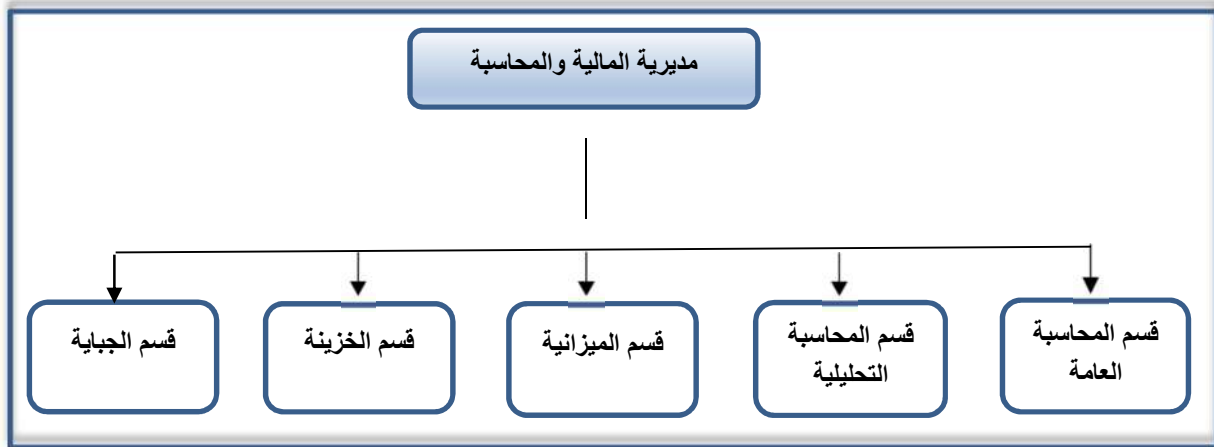 مديرية المالية والمحاسبة
قسم المحاسبة
العامة
قسم المحاسبة
التحليلية
قسم الميزانية
قسم الخزينة
قسم الجباية